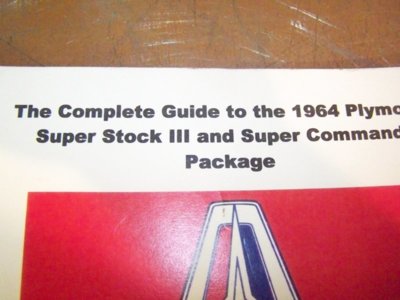 The Complete Guide to the 1964 Plymo
Super Stock III and Super Command
Package